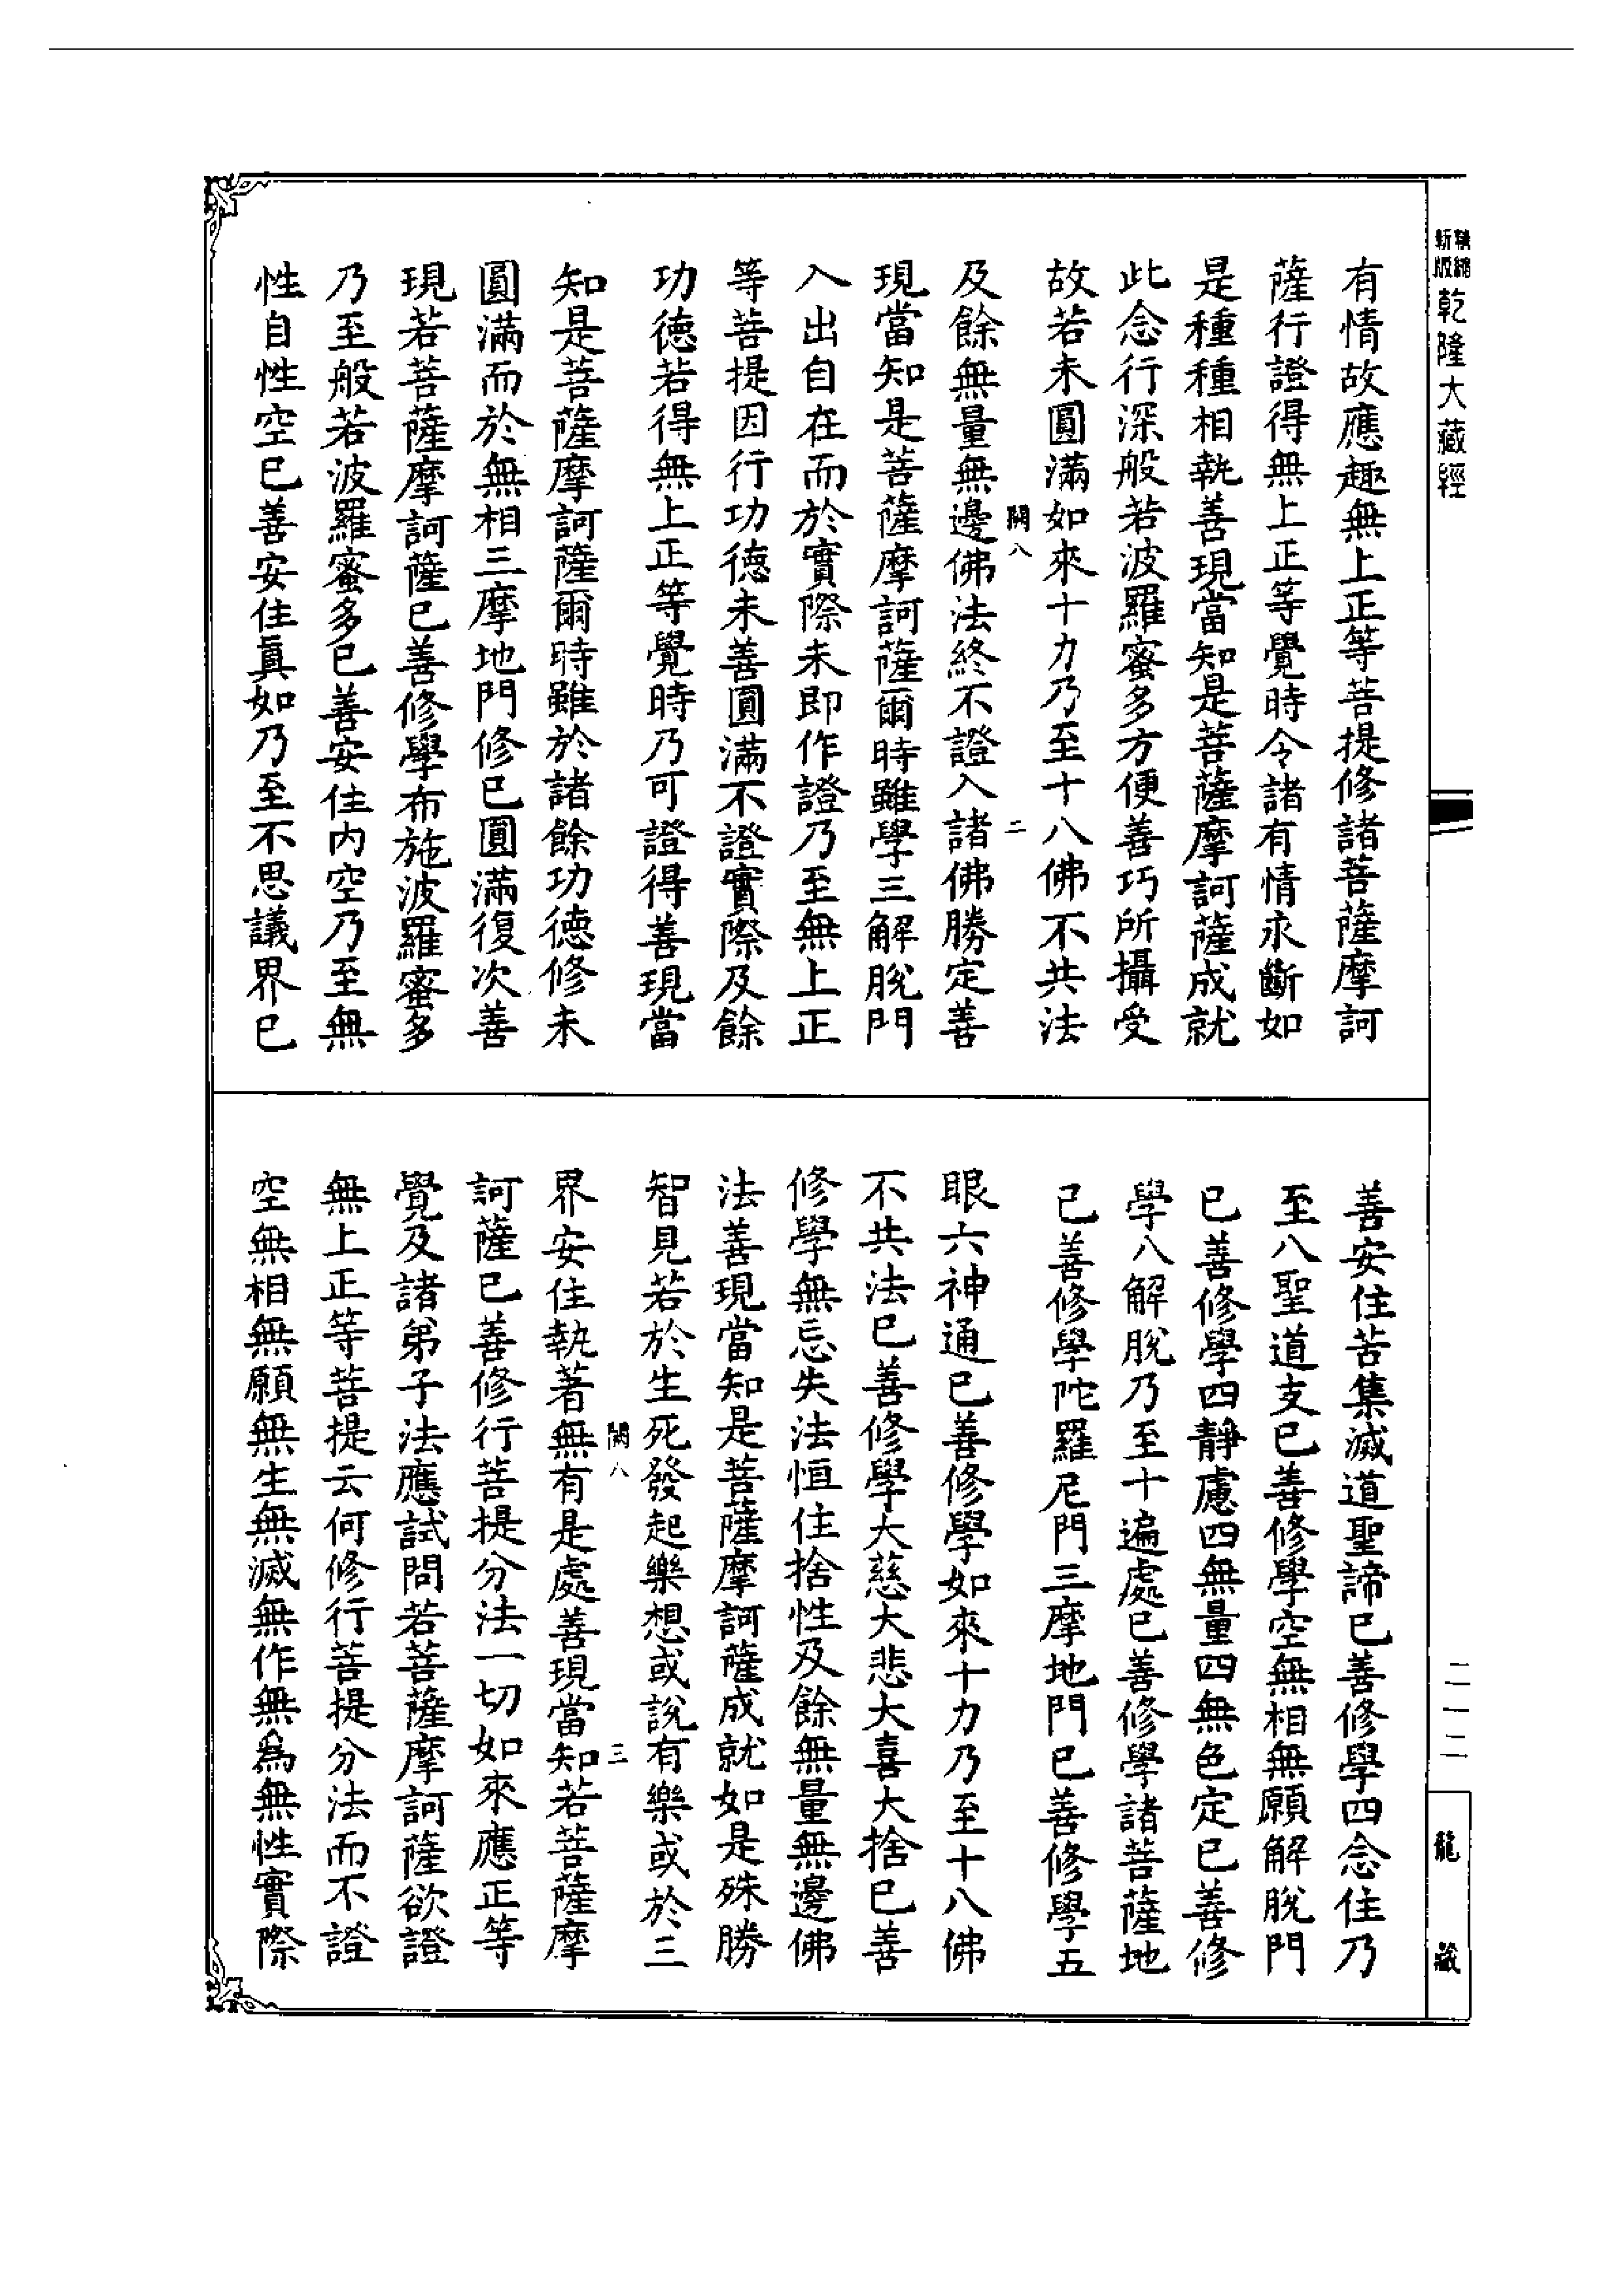 精縮新版
乾隆大藏經
有情故應趣無上正等菩提修諸菩薩摩訶
薩行證得無上正等覺時令諸有情永斷如
是種種相執善現當知是菩薩摩訶薩成就
此念行深般若波羅蜜多方便善巧所攝受
故若未圓滿如來十力乃至十八佛不共法
闕八 二
及餘無量無邊佛法終不證入諸佛勝定善
現當知是菩薩摩訶薩爾時雖學三解脫門
入出自在而於實際未即作證乃至無上正
等菩提因行功德未善圓滿不證實際及餘
功德若得無上正等覺時乃可證得善現當
知是菩薩摩訶薩爾時雖於諸餘功德修未
圓滿而於無相三摩地門修已圓滿復次善
現若菩薩摩訶薩已善修學布施波羅蜜多
乃至般若波羅蜜多已善安住內空乃至無
性自性空已善安住真如乃至不思議界已
善安住苦集滅道聖諦已善修學四念住乃
至八聖道支已善修學空無相無願解脫門
已善修學四靜慮四無量四無色定已善修
學八解脫乃至十遍處已善修學諸菩薩地
已善修學陀羅尼門三摩地門已善修學五
眼六神通已善修學如來十力乃至十八佛
不共法已善修學大慈大悲大喜大捨已善
修學無忘失法恒住捨性及餘無量無邊佛
法善現當知是菩薩摩訶薩成就如是殊勝
智見若於生死發起樂想或說有樂或於三
闕八 三
界安住執著無有是處善現當知若菩薩摩
訶薩已善修行菩提分法一切如來應正等
覺及諸弟子法應試問若菩薩摩訶薩欲證
無上正等菩提云何修行菩提分法而不證
空無相無願無生無滅無作無為無性實際
二一二
龍藏